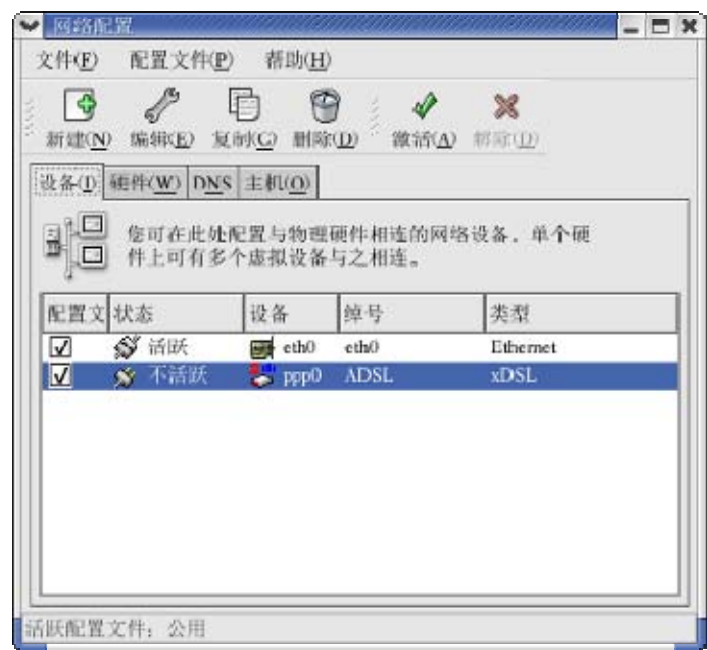 网络配置
文件(F) 配置文件(P) 帮助(H)
新建(N) 编辑(E) 复制(C) 删除(D) 激活(A) 解除(D)
设备(I) 硬件(W) DNS 主机(O)
您可在此处配置与物理硬件相连的网络设备。单个硬
件上可有多个虚拟设备与之相连。
配置文 状态 设备 绰号 类型
活跃 eth0 eth0 Ethernet
不活跃 ppp0 ADSL xDSL
活跃配置文件：公用